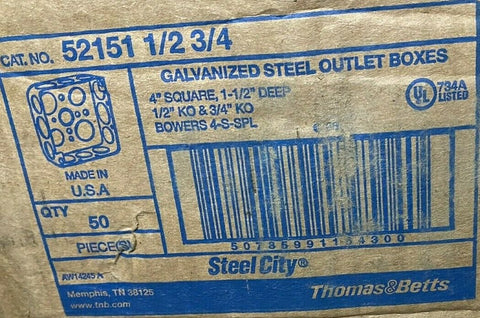 CAT. NO. 52151 1/2 3/4
GALVANIZED STEEL OUTLET BOXES
4" SQUARE, 1-1/2" DEEP
1/2" KO & 3/4" KO
BOWERS 4-S-SPL
UL 734A
LISTED
MADE IN
U.S.A
QTY
50
PIECE(S)
Steel City®
AW14245 A
Memphis, TN 38125
www.tnb.com
Thomas&Betts